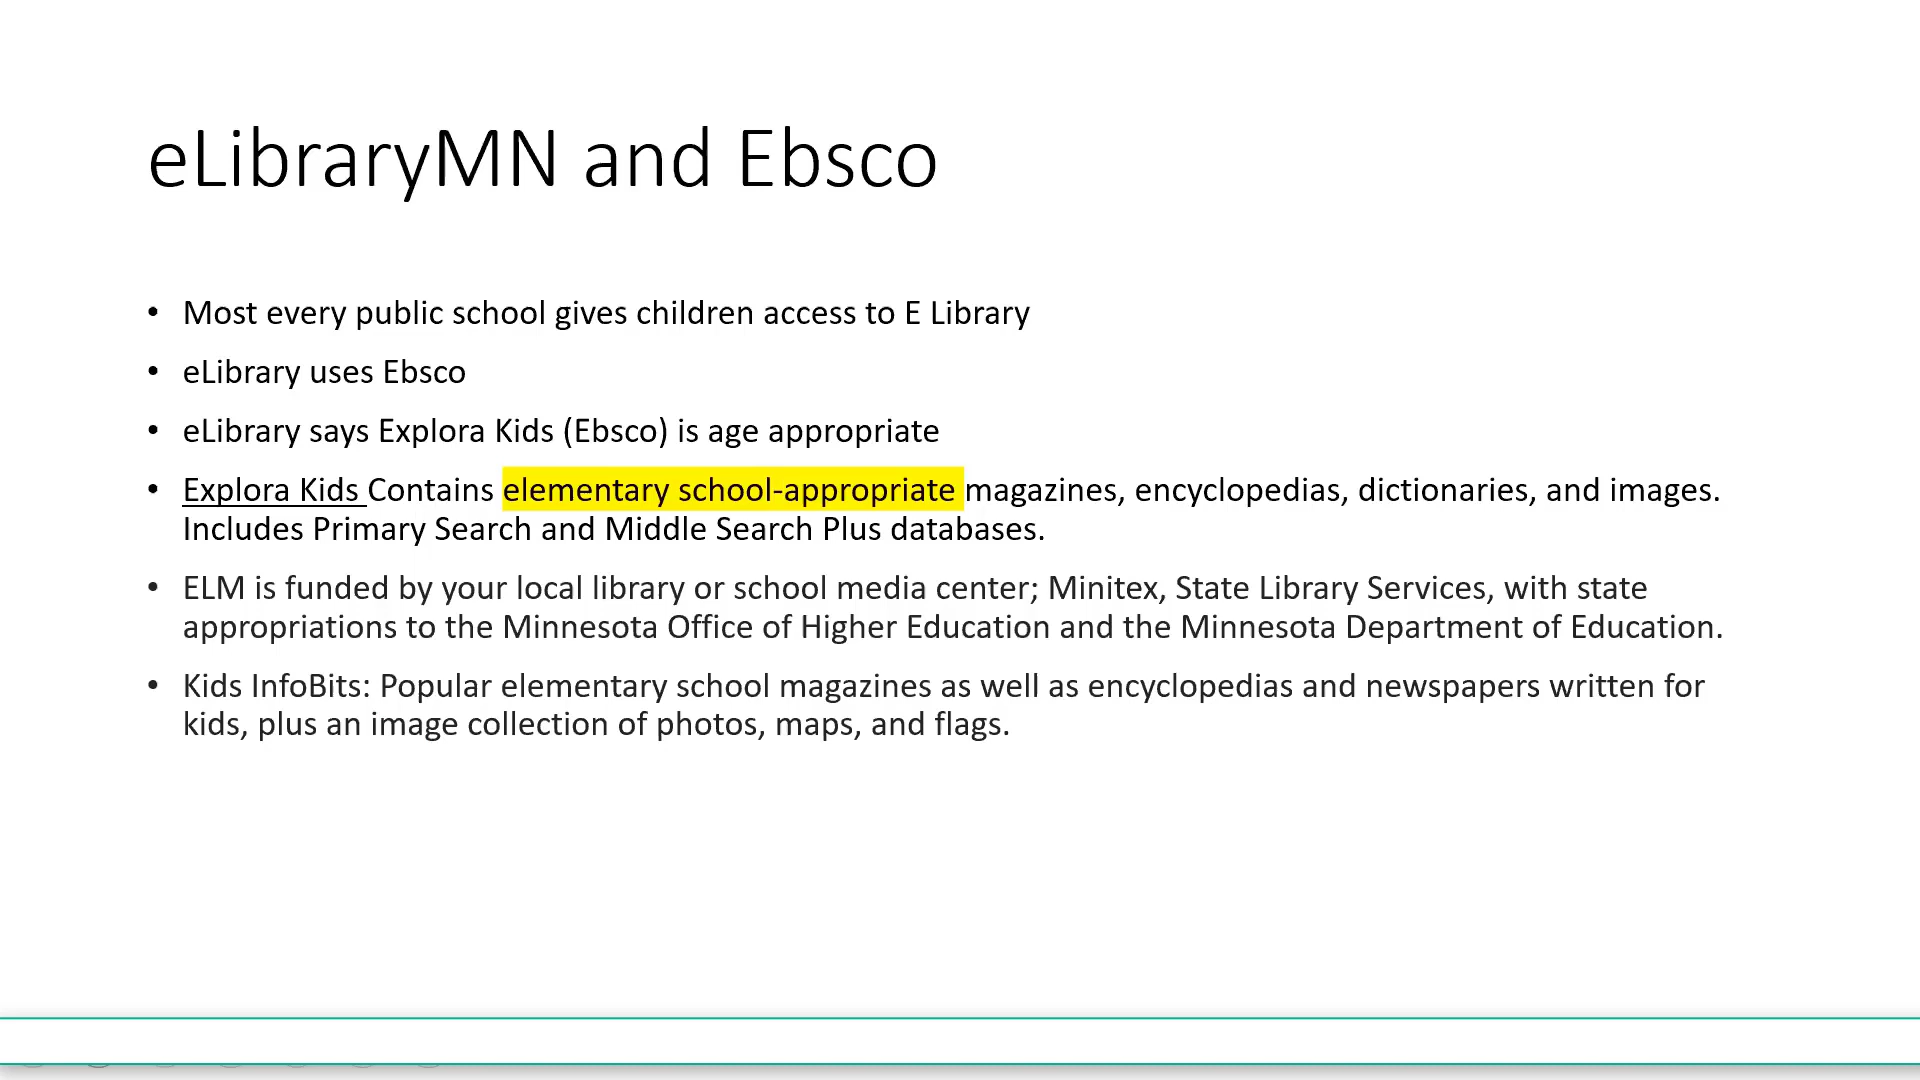 eLibraryMN and Ebsco
• Most every public school gives children access to E Library
• eLibrary uses Ebsco
• eLibrary says Explora Kids (Ebsco) is age appropriate
• Explora Kids Contains elementary school-appropriate magazines, encyclopedias, dictionaries, and images.
Includes Primary Search and Middle Search Plus databases.
• ELM is funded by your local library or school media center; Minitex, State Library Services, with state
appropriations to the Minnesota Office of Higher Education and the Minnesota Department of Education.
• Kids InfoBits: Popular elementary school magazines as well as encyclopedias and newspapers written for
kids, plus an image collection of photos, maps, and flags.